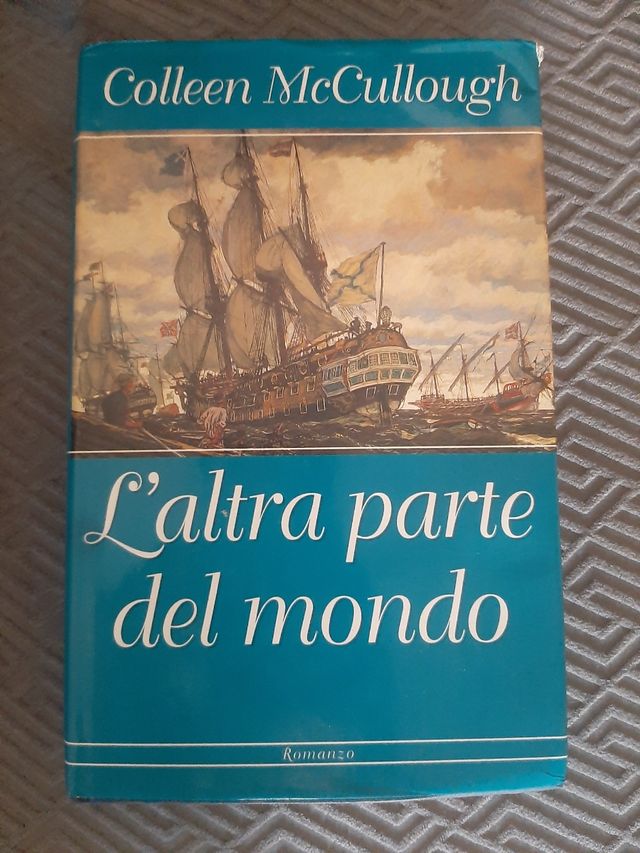 Colleen McCullough
L'altra parte
del mondo
Romanzo